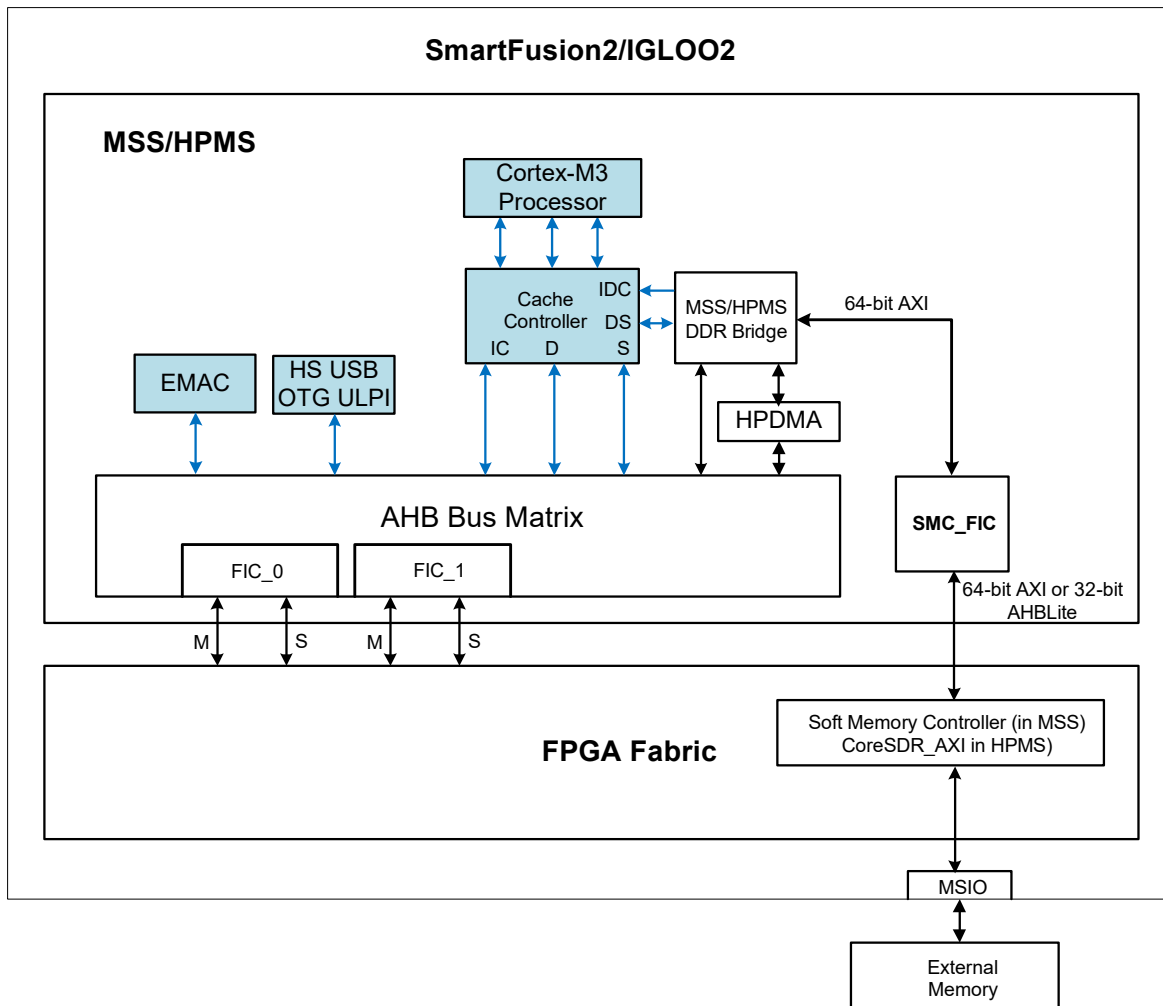 SmartFusion2/IGLOO2
MSS/HPMS
Cortex-M3
Processor
Cache
Controller
IDC
DS
IC
D
S
MSS/HPMS
DDR Bridge
64-bit AXI
EMAC
HS USB
OTG ULPI
HPDMA
AHB Bus Matrix
SMC_FIC
FIC_0
FIC_1
64-bit AXI or 32-bit
AHBLite
M
S
M
S
FPGA Fabric
Soft Memory Controller (in MSS)
CoreSDR_AXI in HPMS)
MSIO
External
Memory